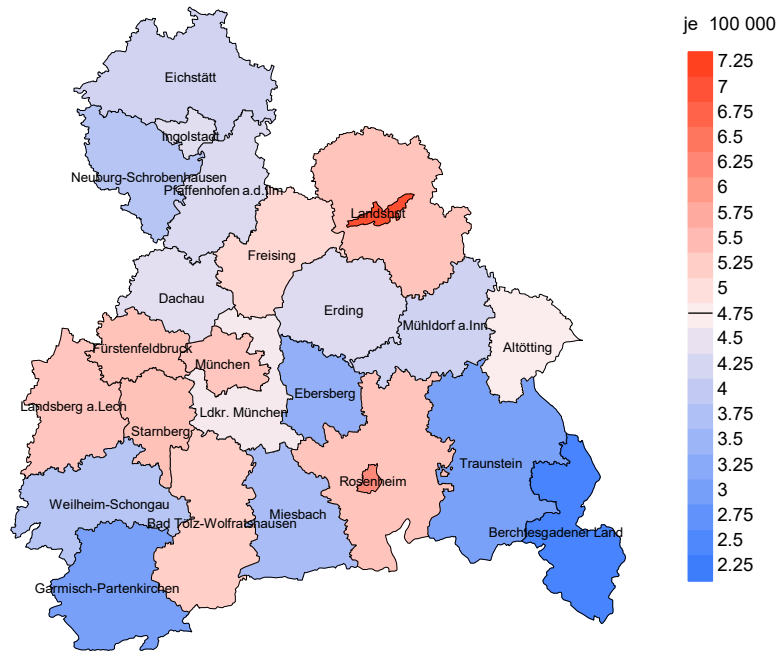 je 100 000
7.25
7
6.75
6.5
6.25
6
5.75
5.5
5.25
5
4.75
4.5
4.25
4
3.75
3.5
3.25
3
2.75
2.5
2.25
Eichstätt
Ingolstadt
Neuburg-Schrobenhausen
Pfaffenhofen a.d.Ilm
Landshut
Freising
Dachau
Erding
Mühldorf a.Inn
Altötting
Fürstenfeldbruck
München
Ebersberg
Landsberg a.Lech
Ldkr. München
Starnberg
Traunstein
Rosenheim
Weilheim-Schongau
Miesbach
Bad Tölz-Wolfratshausen
Berchtesgadener Land
Garmisch-Partenkirchen